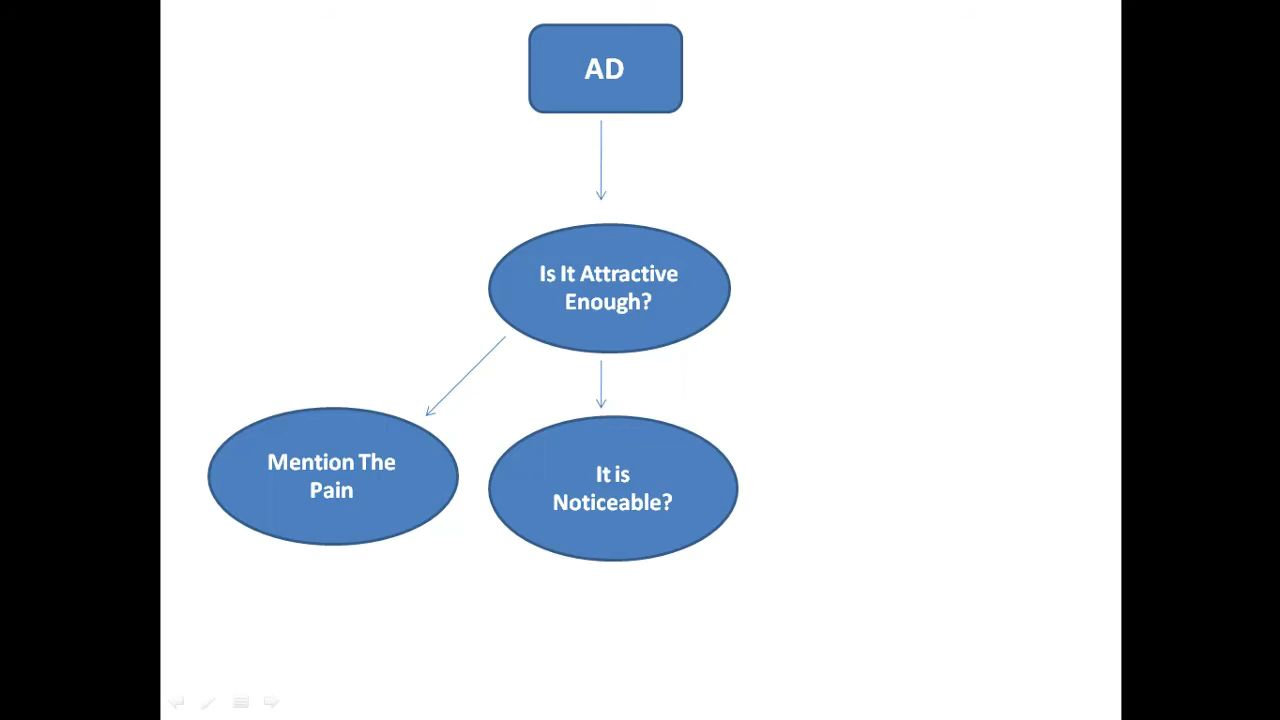 AD
Is It Attractive
Enough?
Mention The
Pain
It is
Noticeable?